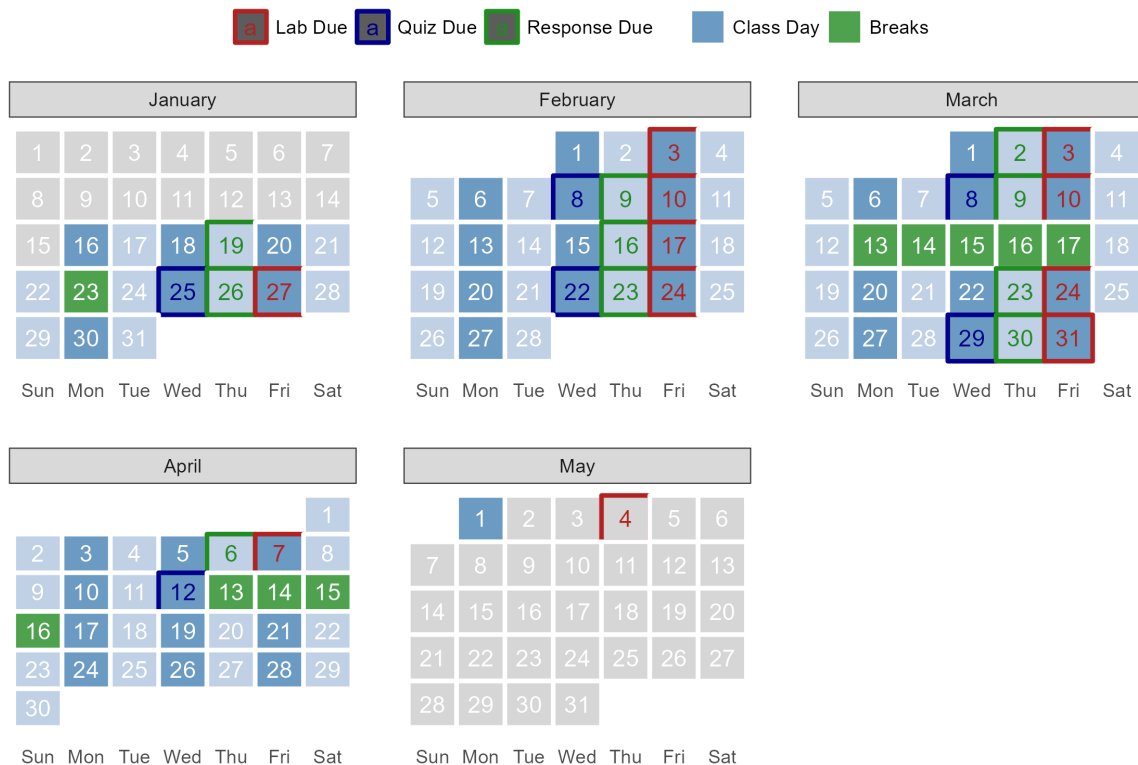 a Lab Due a Quiz Due a Response Due Class Day Breaks
January February March
1 2 3 4 5 6 7
8 9 10 11 12 13 14
15 16 17 18 19 20 21
22 23 24 25 26 27 28
29 30 31
Sun Mon Tue Wed Thu Fri Sat
1 2 3 4
5 6 7 8 9 10 11
12 13 14 15 16 17 18
19 20 21 22 23 24 25
26 27 28
Sun Mon Tue Wed Thu Fri Sat
1 2 3 4
5 6 7 8 9 10 11
12 13 14 15 16 17 18
19 20 21 22 23 24 25
26 27 28 29 30 31
Sun Mon Tue Wed Thu Fri Sat
April May
1
2 3 4 5 6 7 8
9 10 11 12 13 14 15
16 17 18 19 20 21 22
23 24 25 26 27 28 29
30
Sun Mon Tue Wed Thu Fri Sat
1 2 3 4 5 6
7 8 9 10 11 12 13
14 15 16 17 18 19 20
21 22 23 24 25 26 27
28 29 30 31
Sun Mon Tue Wed Thu Fri Sat